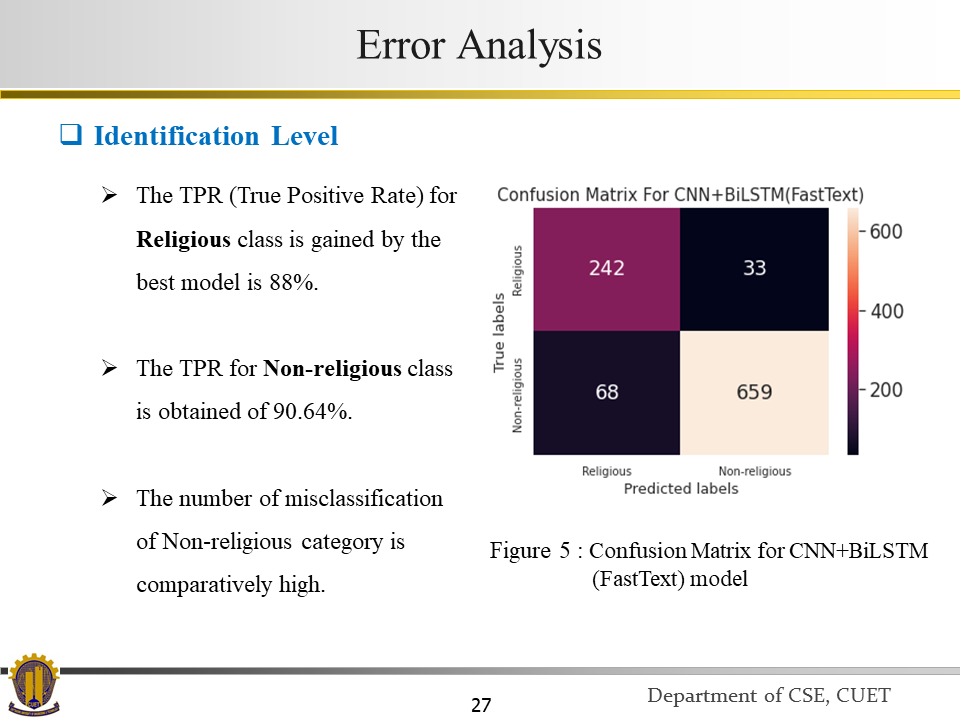 Error Analysis
Identification Level
The TPR (True Positive Rate) for
Religious class is gained by the
best model is 88%.
The TPR for Non-religious class
is obtained of 90.64%.
The number of misclassification
of Non-religious category is
comparatively high.
Confusion Matrix For CNN+BiLSTM(FastText)
True labels
Religious
Non-religious
242
33
68
659
Religious
Non-religious
Predicted labels
600
400
200
Figure 5 : Confusion Matrix for CNN+BiLSTM
(FastText) model
CUET
27
Department of CSE, CUET